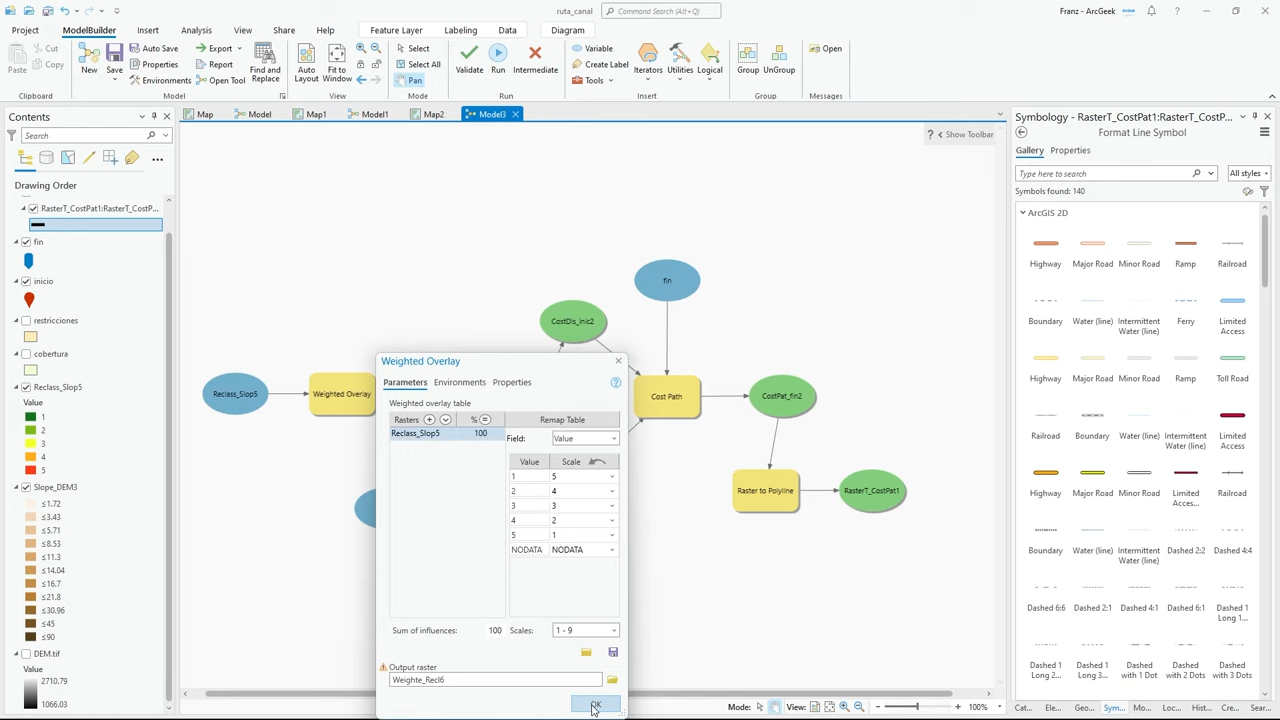 ruta_canal
Command Search (Alt+Q)
Franz - ArcGeek
Project ModelBuilder Insert Analysis View Share Help Feature Layer Labeling Data Diagram
Paste Cut Copy
New Save Auto Save Properties Environments Export Report Open Tool Find and Replace
Auto Layout Fit to Window
Select Select All Pan
Validate Run Intermediate
Variable Create Label Tools Iterators Utilities Logical
Group UnGroup
Open
Clipboard Model View Mode Run Insert Group Messages
Contents
Search
Drawing Order
RasterT_CostPat1:RasterT_CostP...
fin
inicio
restricciones
cobertura
Reclass_Slop5
Value
1
2
3
4
5
Slope_DEM3
≤1.72
≤3.43
≤5.71
≤8.53
≤11.3
≤14.04
≤16.7
≤21.8
≤30.96
≤45
≤90
DEM.tif
Value
2710.79
1066.03
Map Model Map1 Model1 Map2 Model3
Show Toolbar
fin
CostDis_inic2
Reclass_Slop5
Weighted Overlay
Cost Path
CostPat_fin2
Raster to Polyline
RasterT_CostPat1
Weighted Overlay
Parameters Environments Properties
Weighted overlay table
Rasters % Remap Table
Reclass_Slop5 100 Field: Value
Value Scale
1 5
2 4
3 3
4 2
5 1
NODATA NODATA
Sum of influences: 100 Scales: 1 - 9
Output raster
Weighte_Recl6
OK
Mode: View: 100%
Symbology - RasterT_CostPat1:RasterT_CostP...
Format Line Symbol
Gallery Properties
Type here to search All styles
Symbols found: 140
ArcGIS 2D
Highway Major Road Minor Road Ramp Railroad
Boundary Water (line) Intermittent Water (line) Ferry Limited Access
Highway Major Road Minor Road Ramp Toll Road
Railroad Boundary Water (line) Intermittent Water (line) Limited Access
Highway Major Road Minor Road Limited Acces... Railroad
Boundary Water (line) Intermittent Water (line) Dashed 2:2 Dashed 4:4
Dashed 6:6 Dashed 2:1 Dashed 4:1 Dashed 6:1 Dashed 1 Long 1...
Dashed 1 Long 2... Dashed 1 Long 3... Dashed with 1 Dot Dashed with 2 Dots Dashed with 3 Dots
Cat... Ele... Geo... Sym... Mo... Loc... Hist... Cre... Sear...